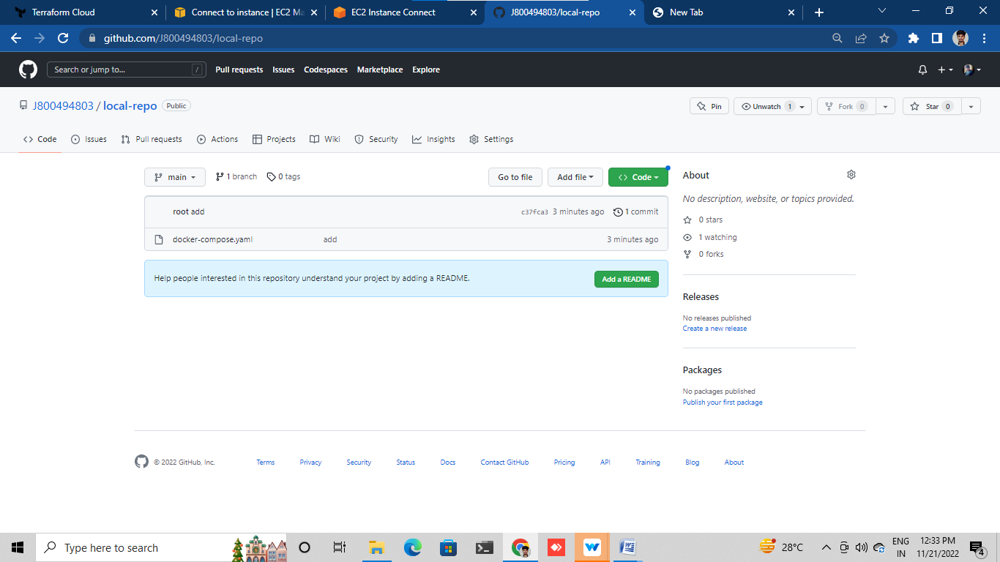 Terraform Cloud
Connect to instance | EC2 Ma
EC2 Instance Connect
J800494803/local-repo
New Tab
github.com/J800494803/local-repo
Search or jump to... /
Pull requests Issues Codespaces Marketplace Explore
J800494803 / local-repo Public
Pin Unwatch 1 Fork 0 Star 0
Code Issues Pull requests Actions Projects Wiki Security Insights Settings
main 1 branch 0 tags Go to file Add file Code
root add c37fca3 3 minutes ago 1 commit
docker-compose.yaml add 3 minutes ago
Help people interested in this repository understand your project by adding a README. Add a README
About
No description, website, or topics provided.
0 stars
1 watching
0 forks
Releases
No releases published
Create a new release
Packages
No packages published
Publish your first package
© 2022 GitHub, Inc. Terms Privacy Security Status Docs Contact GitHub Pricing API Training Blog About
Type here to search
28°C
ENG
IN
12:33 PM
11/21/2022
4